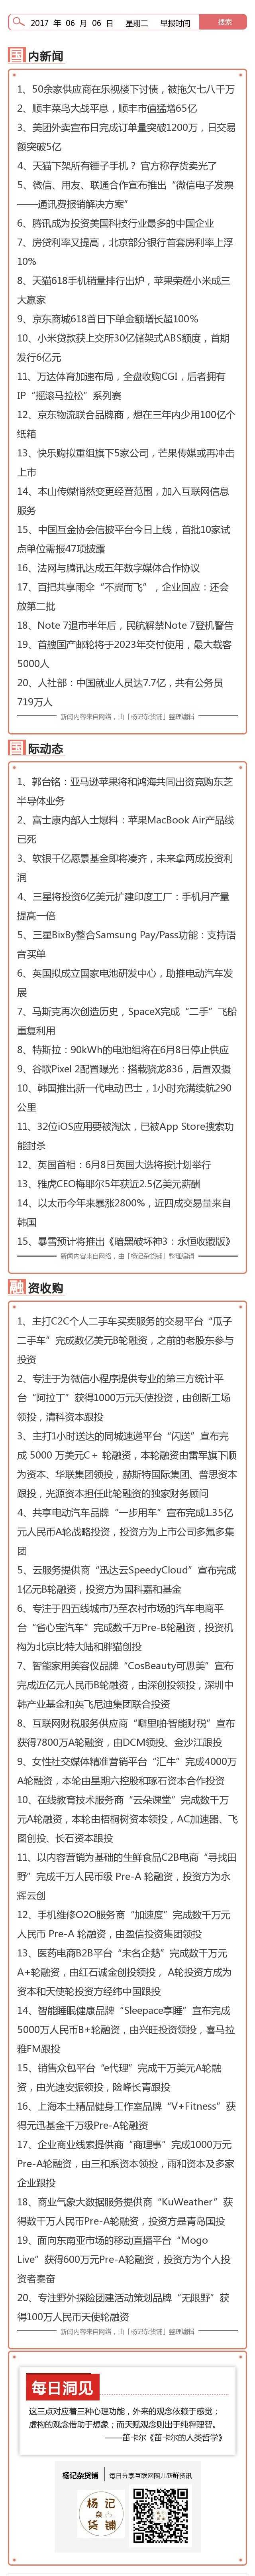 2017 年 06 月 06 日 星期二 早报时间 搜索
国内新闻
1、50余家供应商在乐视楼下讨债，被拖欠七八千万
2、顺丰菜鸟大战平息，顺丰市值猛增65亿
3、美团外卖宣布日完成订单量突破1200万，日交易
额突破5亿
4、天猫下架所有锤子手机？ 官方称存货卖光了
5、微信、用友、联通合作宣布推出“微信电子发票
——通讯费报销解决方案”
6、腾讯成为投资美国科技行业最多的中国企业
7、房贷利率又提高，北京部分银行首套房利率上浮
10%
8、天猫618手机销量排行出炉，苹果荣耀小米成三
大赢家
9、京东商城618首日下单金额增长超100%
10、小米贷款获上交所30亿储架式ABS额度，首期
发行6亿元
11、万达体育加速布局，全盘收购CGI，后者拥有
IP“摇滚马拉松”系列赛
12、京东物流联合品牌商，想在三年内少用100亿个
纸箱
13、快乐购拟重组旗下5家公司，芒果传媒或再冲击
上市
14、本山传媒悄然变更经营范围，加入互联网信息
服务
15、中国互金协会信披平台今日上线，首批10家试
点单位需报47项披露
16、法网与腾讯达成五年数字媒体合作协议
17、百把共享雨伞“不翼而飞”，企业回应：还会
放第二批
18、Note 7退市半年后，民航解禁Note 7登机警告
19、首艘国产邮轮将于2023年交付使用，最大载客
5000人
20、人社部：中国就业人员达7.7亿，共有公务员
719万人
新闻内容来自网络，由「杨记杂货铺」整理编辑
国际动态
1、郭台铭：亚马逊苹果将和鸿海共同出资竞购东芝
半导体业务
2、富士康内部人士爆料：苹果MacBook Air产品线
已死
3、软银千亿愿景基金即将凑齐，未来拿两成投资利
润
4、三星将投资6亿美元扩建印度工厂：手机月产量
提高一倍
5、三星BixBy整合Samsung Pay/Pass功能：支持语
音买单
6、英国拟成立国家电池研发中心，助推电动汽车发
展
7、马斯克再次创造历史，SpaceX完成“二手”飞船
重复利用
8、特斯拉：90kWh的电池组将在6月8日停止供应
9、谷歌Pixel 2配置曝光：搭载骁龙836，后置双摄
10、韩国推出新一代电动巴士，1小时充满续航290
公里
11、32位iOS应用要被淘汰，已被App Store搜索功
能封杀
12、英国首相：6月8日英国大选将按计划举行
13、雅虎CEO梅耶尔5年获近2.5亿美元薪酬
14、以太币今年来暴涨2800%，近四成交易量来自
韩国
15、暴雪预计将推出《暗黑破坏神3：永恒收藏版》
新闻内容来自网络，由「杨记杂货铺」整理编辑
融资收购
1、主打C2C个人二手车买卖服务的交易平台“瓜子
二手车”完成数亿美元B轮融资，之前的老股东参与
投资
2、专注于为微信小程序提供专业的第三方统计平
台“阿拉丁”获得1000万元天使投资，由创新工场
领投，清科资本跟投
3、主打1小时送达的同城速递平台“闪送”宣布完
成 5000 万美元C＋ 轮融资，本轮融资由雷军旗下顺
为资本、华联集团领投，赫斯特国际集团、普思资本
跟投，光源资本担任此轮融资的独家财务顾问
4、共享电动汽车品牌“一步用车”宣布完成1.35亿
元人民币A轮战略投资，投资方为上市公司多氟多集
团
5、云服务提供商“迅达云SpeedyCloud”宣布完成
1亿元B轮融资，投资方为国科嘉和基金
6、专注于四五线城市乃至农村市场的汽车电商平
台“省心宝汽车”完成数千万Pre-B轮融资，投资机
构为北京比特大陆和胖猫创投
7、智能家用美容仪品牌“CosBeauty可思美”宣布
完成近亿元人民币B轮融资，由深创投领投，深圳中
韩产业基金和英飞尼迪集团联合投资
8、互联网财税服务供应商“噼里啪·智能财税”宣布
获得7800万A轮融资，由DCM领投、金沙江跟投
9、女性社交媒体精准营销平台“汇牛”完成4000万
A轮融资，本轮由星期六控股和琢石资本合作投资
10、在线教育技术服务商“云朵课堂”完成数千万
元A轮融资，本轮由梧桐树资本领投，AC加速器、飞
图创投、长石资本跟投
11、以内容营销为基础的生鲜食品C2B电商“寻找田
野”完成千万人民币级 Pre-A 轮融资，投资方为永
辉云创
12、手机维修O2O服务商“加速度”完成数千万元
人民币 Pre-A 轮融资，由盈信投资集团领投
13、医药电商B2B平台“未名企鹅”完成数千万元
A+轮融资，由红石诚金创投领投， A轮投资方成为
资本和天使轮投资方经纬中国跟投
14、智能睡眠健康品牌“Sleepace享睡”宣布完成
5000万人民币B+轮融资，由兴旺投资领投，喜马拉
雅FM跟投
15、销售众包平台“e代理”完成千万美元A轮融
资，由光速安振领投，险峰长青跟投
16、上海本土精品健身工作室品牌“V+Fitness”获
得元迅基金千万级Pre-A轮融资
17、企业商业线索提供商“商理事”完成1000万元
Pre-A轮融资，由三和系资本领投，雨和资本及多家
企业跟投
18、商业气象大数据服务提供商“KuWeather”获
得数千万人民币Pre-A轮融资，投资方是青岛国投
19、面向东南亚市场的移动直播平台“Mogo
Live”获得600万元Pre-A轮融资，投资方为个人投
资者秦奋
20、专注野外探险团建活动策划品牌“无限野”获
得100万人民币天使轮融资
新闻内容来自网络，由「杨记杂货铺」整理编辑
每日洞见
这三点对应着三种心理功能，外来的观念依赖于感觉；
虚构的观念借助于想象；而天赋观念则出于纯粹理智。
——笛卡尔《笛卡尔的人类哲学》
杨记杂货铺 每日分享互联网圈儿新鲜资讯
杨记
杂
货铺